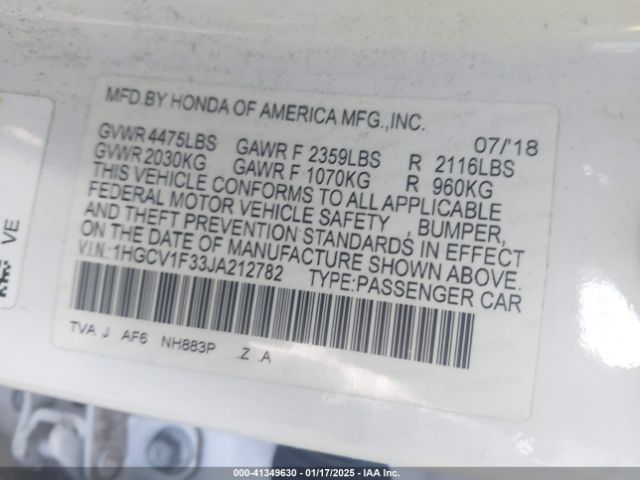 MFD.BY HONDA OF AMERICA MFG.,INC.
07/'18
GVWR 4475LBS GAWR F 2359LBS R 2116LBS
GVWR 2030KG GAWR F 1070KG R 960KG
THIS VEHICLE CONFORMS TO ALL APPLICABLE
FEDERAL MOTOR VEHICLE SAFETY , BUMPER,
AND THEFT PREVENTION STANDARDS IN EFFECT
ON THE DATE OF MANUFACTURE SHOWN ABOVE.
V.I.N.:1HGCV1F33JA212782 TYPE:PASSENGER CAR
TVA J AF6 NH883P .Z .A
VE
000-41349630 - 01/17/2025 - IAA Inc.